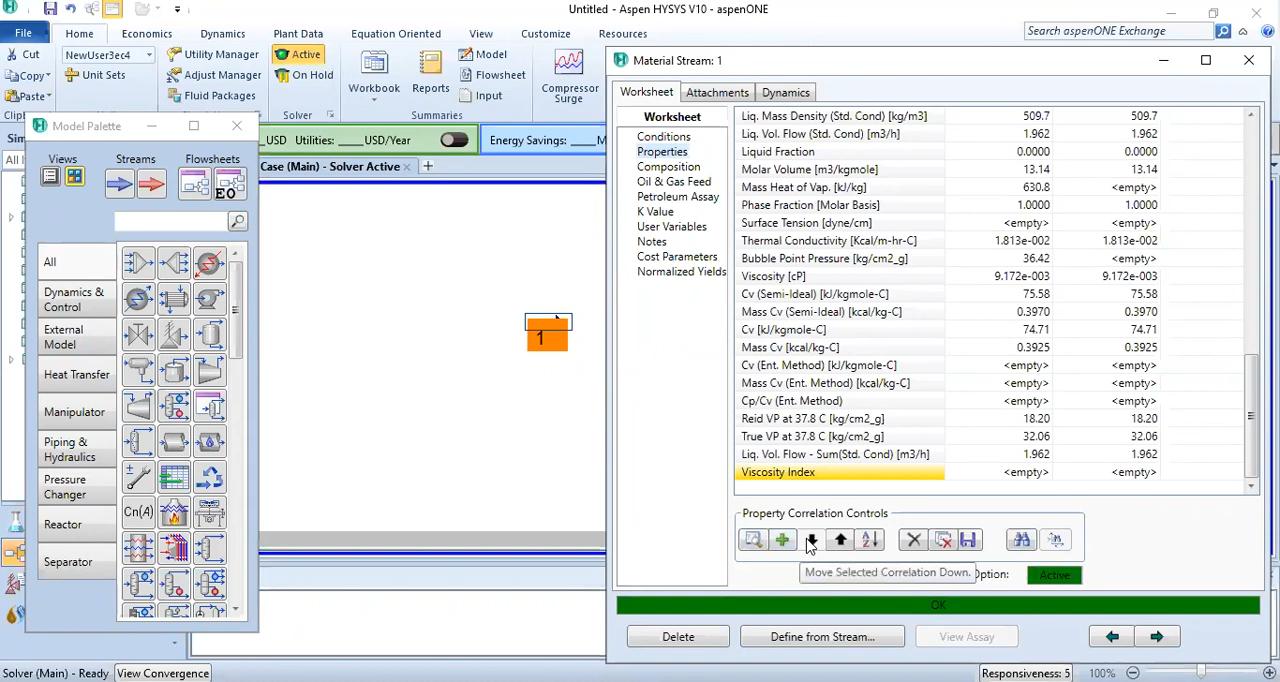 Untitled - Aspen HYSYS V10 - aspenONE
File
Home
Economics
Dynamics
Plant Data
Equation Oriented
View
Customize
Resources
Search aspenONE Exchange
Cut
Copy
Paste
NewUser3ec4
Unit Sets
Utility Manager
Adjust Manager
Fluid Packages
Active
On Hold
Solver
Workbook
Reports
Model
Flowsheet
Input
Summaries
Compressor
Surge
USD
Utilities: USD/Year
Energy Savings:
Case (Main) - Solver Active
Model Palette
Views
Streams
Flowsheets
EO
All
Dynamics &
Control
External
Model
Heat Transfer
Manipulator
Piping &
Hydraulics
Pressure
Changer
Reactor
Separator
Cn(A)
1
Material Stream: 1
Worksheet
Attachments
Dynamics
Worksheet
Conditions
Properties
Composition
Oil & Gas Feed
Petroleum Assay
K Value
User Variables
Notes
Cost Parameters
Normalized Yields
Liq. Mass Density (Std. Cond) [kg/m3] 509.7 509.7
Liq. Vol. Flow (Std. Cond) [m3/h] 1.962 1.962
Liquid Fraction 0.0000 0.0000
Molar Volume [m3/kgmole] 13.14 13.14
Mass Heat of Vap. [kJ/kg] 630.8 <empty>
Phase Fraction [Molar Basis] 1.0000 1.0000
Surface Tension [dyne/cm] <empty> <empty>
Thermal Conductivity [Kcal/m-hr-C] 1.813e-002 1.813e-002
Bubble Point Pressure [kg/cm2_g] 36.42 <empty>
Viscosity [cP] 9.172e-003 9.172e-003
Cv (Semi-Ideal) [kJ/kgmole-C] 75.58 75.58
Mass Cv (Semi-Ideal) [kcal/kg-C] 0.3970 0.3970
Cv [kJ/kgmole-C] 74.71 74.71
Mass Cv [kcal/kg-C] 0.3925 0.3925
Cv (Ent. Method) [kJ/kgmole-C] <empty> <empty>
Mass Cv (Ent. Method) [kcal/kg-C] <empty> <empty>
Cp/Cv (Ent. Method) <empty> <empty>
Reid VP at 37.8 C [kg/cm2_g] 18.20 18.20
True VP at 37.8 C [kg/cm2_g] 32.06 32.06
Liq. Vol. Flow - Sum(Std. Cond) [m3/h] 1.962 1.962
Viscosity Index <empty> <empty>
Property Correlation Controls
Move Selected Correlation Down.
Option:
Active
OK
Delete
Define from Stream...
View Assay
Solver (Main) - Ready
View Convergence
Responsiveness: 5
100%